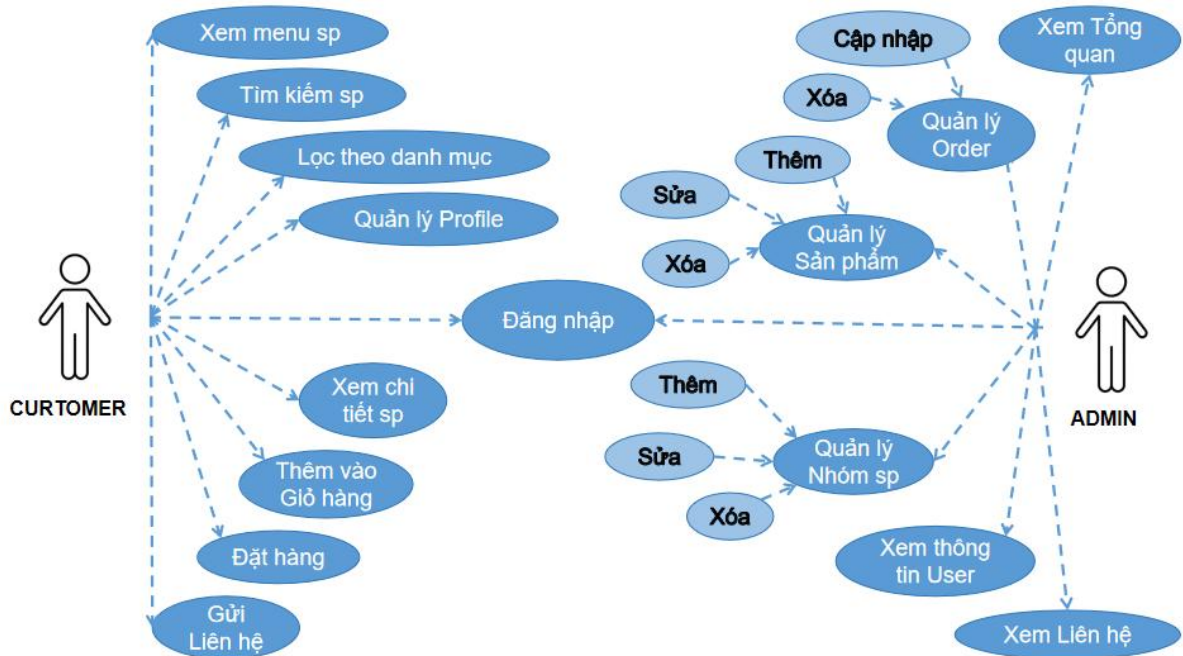 Xem menu sp
Tìm kiếm sp
Lọc theo danh mục
Quản lý Profile
Đăng nhập
CURTOMER
Xem chi
tiết sp
Thêm vào
Giỏ hàng
Đặt hàng
Gửi
Liên hệ
Cập nhập
Xem Tổng
quan
Xóa
Quản lý
Order
Thêm
Sửa
Quản lý
Sản phẩm
Xóa
ADMIN
Thêm
Sửa
Quản lý
Nhóm sp
Xóa
Xem thông
tin User
Xem Liên hệ